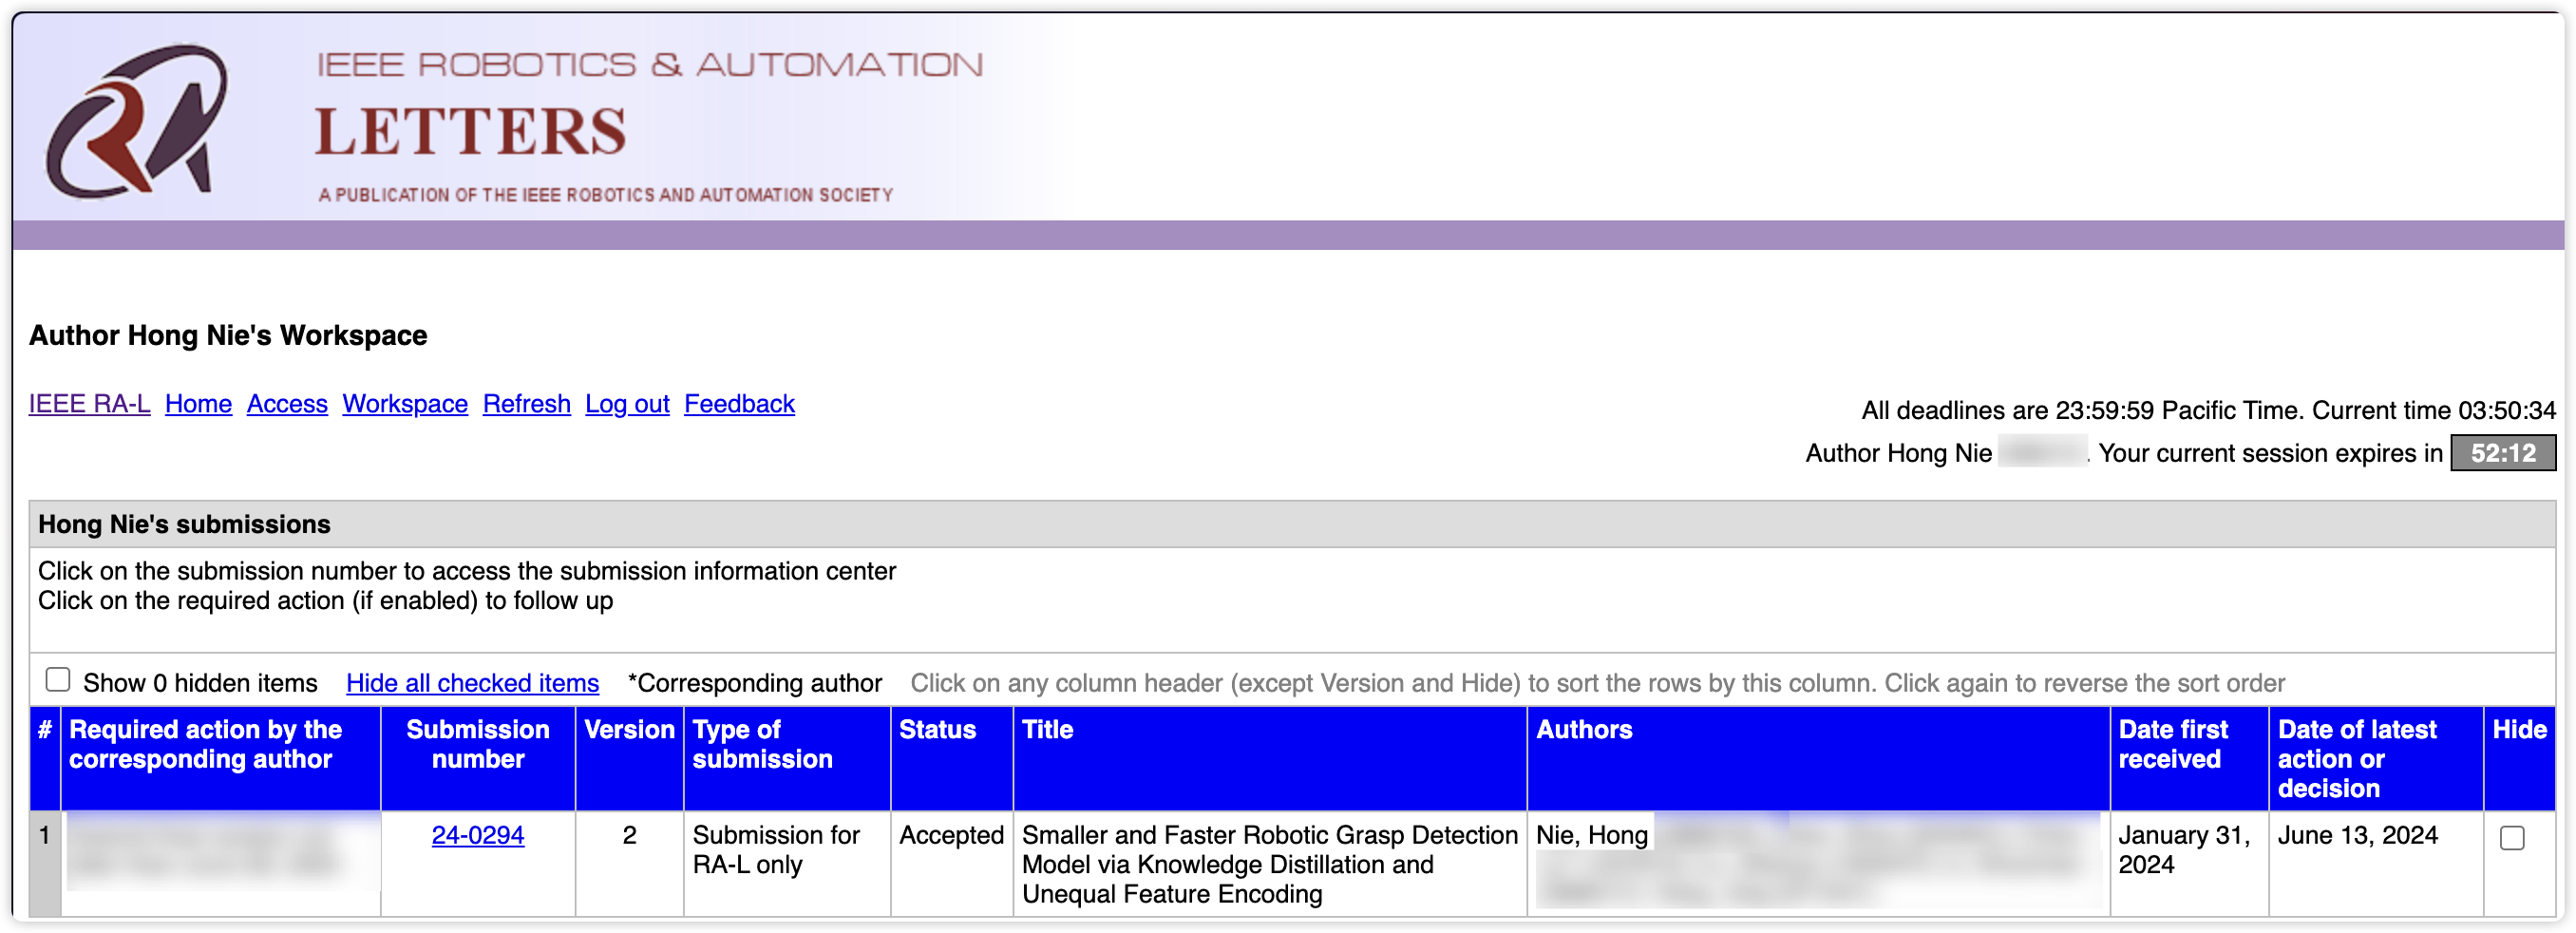 IEEE ROBOTICS & AUTOMATION
LETTERS
A PUBLICATION OF THE IEEE ROBOTICS AND AUTOMATION SOCIETY
Author Hong Nie's Workspace
IEEE RA-L Home Access Workspace Refresh Log out Feedback
All deadlines are 23:59:59 Pacific Time. Current time 03:50:34
Author Hong Nie . Your current session expires in 52:12
Hong Nie's submissions
Click on the submission number to access the submission information center
Click on the required action (if enabled) to follow up
Show 0 hidden items Hide all checked items *Corresponding author Click on any column header (except Version and Hide) to sort the rows by this column. Click again to reverse the sort order
# Required action by the corresponding author Submission number Version Type of submission Status Title Authors Date first received Date of latest action or decision Hide
1 24-0294 2 Submission for RA-L only Accepted Smaller and Faster Robotic Grasp Detection Model via Knowledge Distillation and Unequal Feature Encoding Nie, Hong January 31, 2024 June 13, 2024